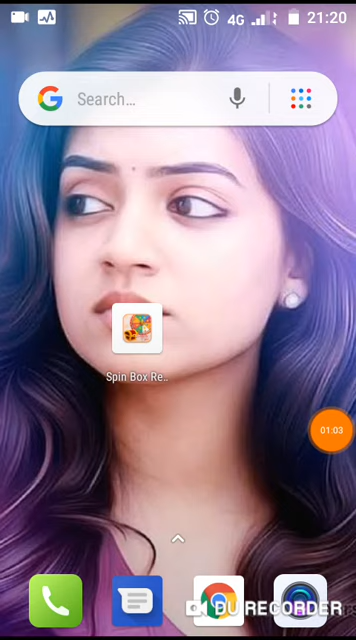 4G 21:20
Search...
Spin Box Re..
01:03
DU RECORDER